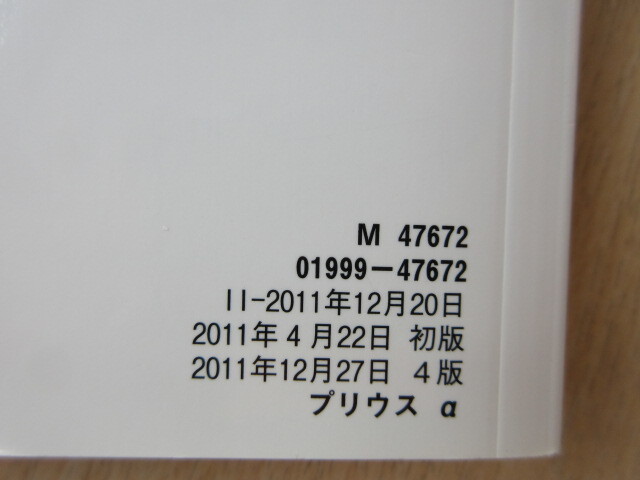 M 47672
01999-47672
II-2011年12月20日
2011年 4 月22日 初版
2011年12月27日 4版
プリウス α